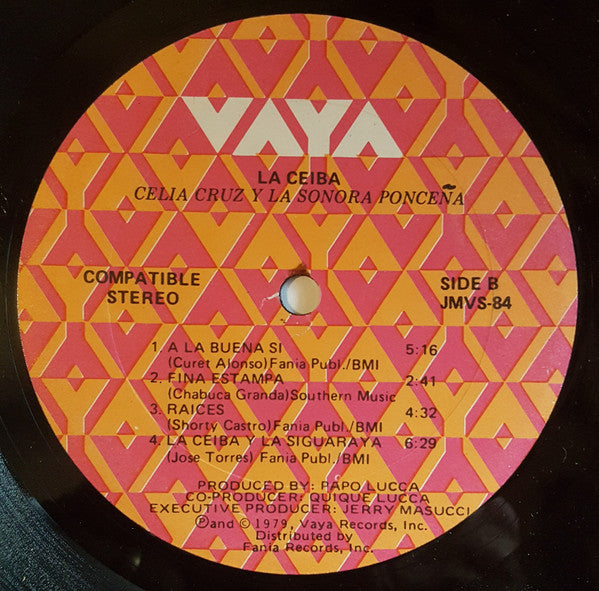 VAYA
LA CEIBA
CELIA CRUZ Y LA SONORA PONCEÑA
COMPATIBLE
STEREO
SIDE B
JMVS-84
1. A LA BUENA SI 5:16
(Curet Alonso) Fania Publ./BMI
2. FINA ESTAMPA 2:41
(Chabuca Granda) Southern Music
3. RAICES 4:32
(Shorty Castro) Fania Publ./BMI
4. LA CEIBA Y LA SIGUARAYA 6:29
(Jose Torres) Fania Publ./BMI
PRODUCED BY: PAPO LUCCA
CO-PRODUCER: QUIQUE LUCCA
EXECUTIVE PRODUCER: JERRY MASUCCI
℗and © 1979, Vaya Records, Inc.
Distributed by
Fania Records, Inc.